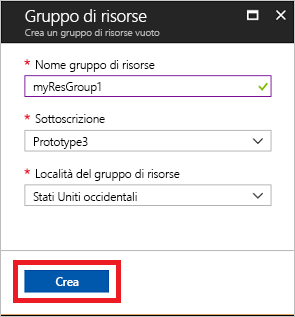 Gruppo di risorse
Crea un gruppo di risorse vuoto
* Nome gruppo di risorse
myResGroup1
* Sottoscrizione
Prototype3
* Località del gruppo di risorse
Stati Uniti occidentali
Crea